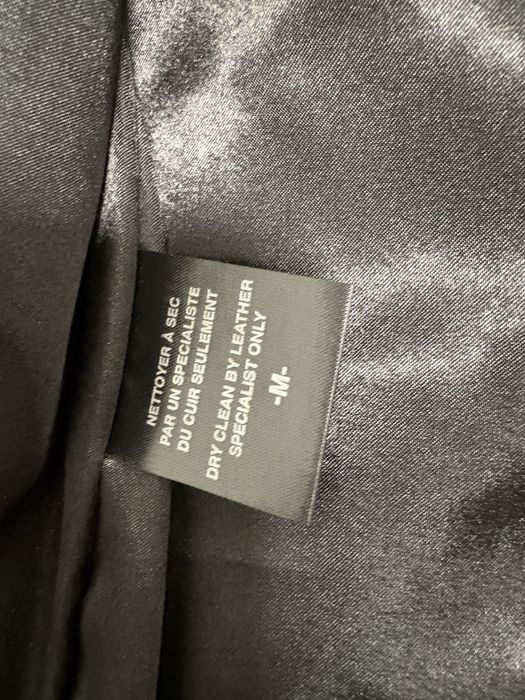 NETTOYER À SEC
PAR UN SPECIALISTE
DU CUIR SEULEMENT
DRY CLEAN BY LEATHER
SPECIALIST ONLY
-M-